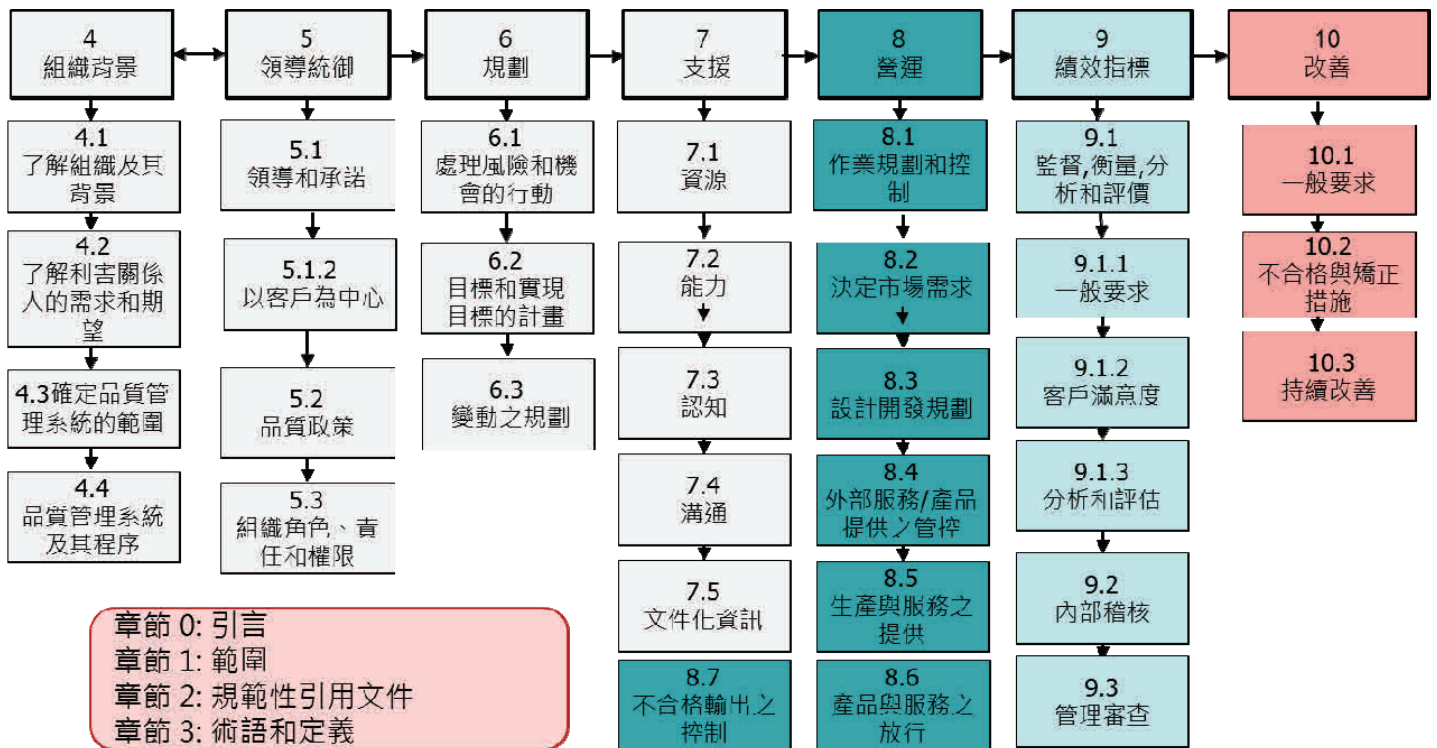 4
組織背景
5
領導統御
6
規劃
7
支援
8
營運
9
績效指標
10
改善
4.1
了解組織及其
背景
4.2
了解利害關係
人的需求和期
望
4.3確定品質管
理系統的範圍
4.4
品質管理系統
及其程序
5.1
領導和承諾
5.1.2
以客戶為中心
5.2
品質政策
5.3
組織角色、責
任和權限
6.1
處理風險和機
會的行動
6.2
目標和實現
目標的計畫
6.3
變動之規劃
7.1
資源
7.2
能力
7.3
認知
7.4
溝通
7.5
文件化資訊
8.7
不合格輸出之
控制
8.1
作業規劃和控
制
8.2
決定市場需求
8.3
設計開發規劃
8.4
外部服務/產品
提供之管控
8.5
生產與服務之
提供
8.6
產品與服務之
放行
9.1
監督,衡量,分
析和評價
9.1.1
一般要求
9.1.2
客戶滿意度
9.1.3
分析和評估
9.2
內部稽核
9.3
管理審查
10.1
一般要求
10.2
不合格與矯正
措施
10.3
持續改善
章節 0: 引言
章節 1: 範圍
章節 2: 規範性引用文件
章節 3: 術語和定義